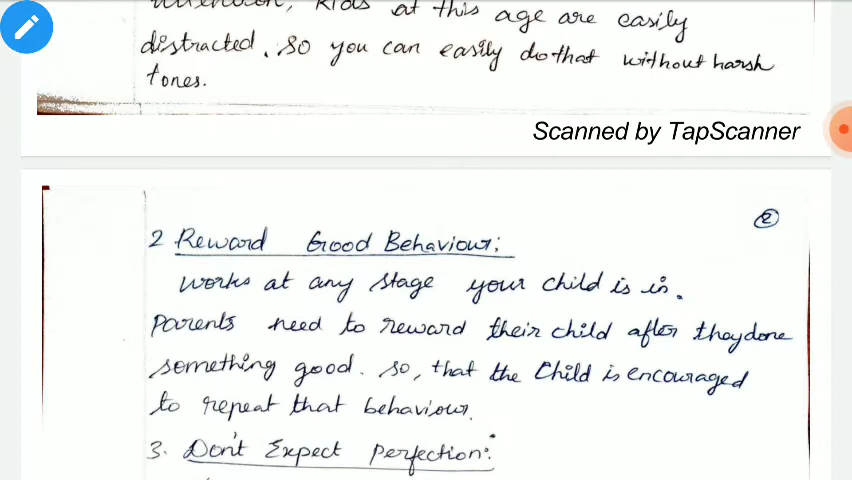 Kids at this age are easily
distracted. So you can easily do that without harsh
tones.
Scanned by TapScanner
2
2 Reward Good Behaviour:
Works at any stage your child is in.
Parents need to reward their child after they done
something good. So, that the child is encouraged
to repeat that behaviour.
3. Don't Expect Perfection: